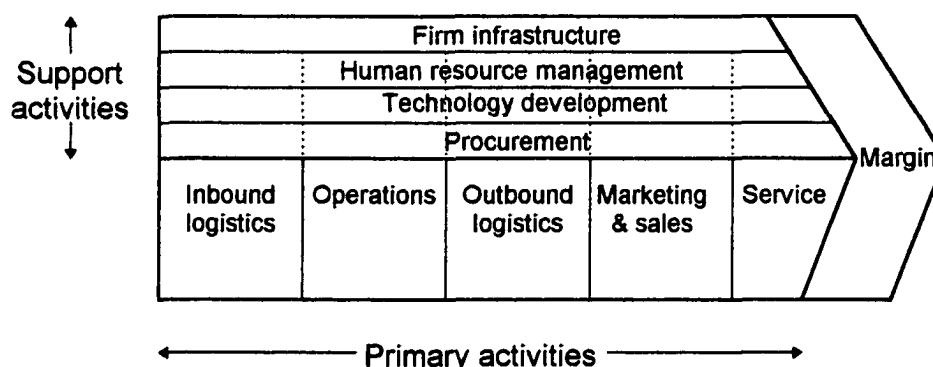 Support
activities
Firm infrastructure
Human resource management
Technology development
Procurement
Margin
Inbound
logistics
Operations
Outbound
logistics
Marketing
& sales
Service
Primary activities